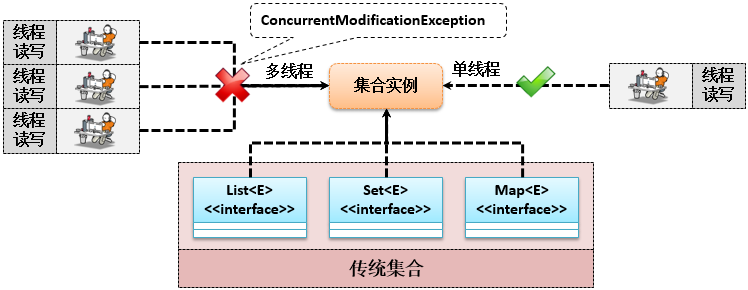 ConcurrentModificationException
线程
读写
线程
读写
线程
读写
多线程
集合实例
单线程
线程
读写
List<E>
<<interface>>
Set<E>
<<interface>>
Map<E>
<<interface>>
传统集合